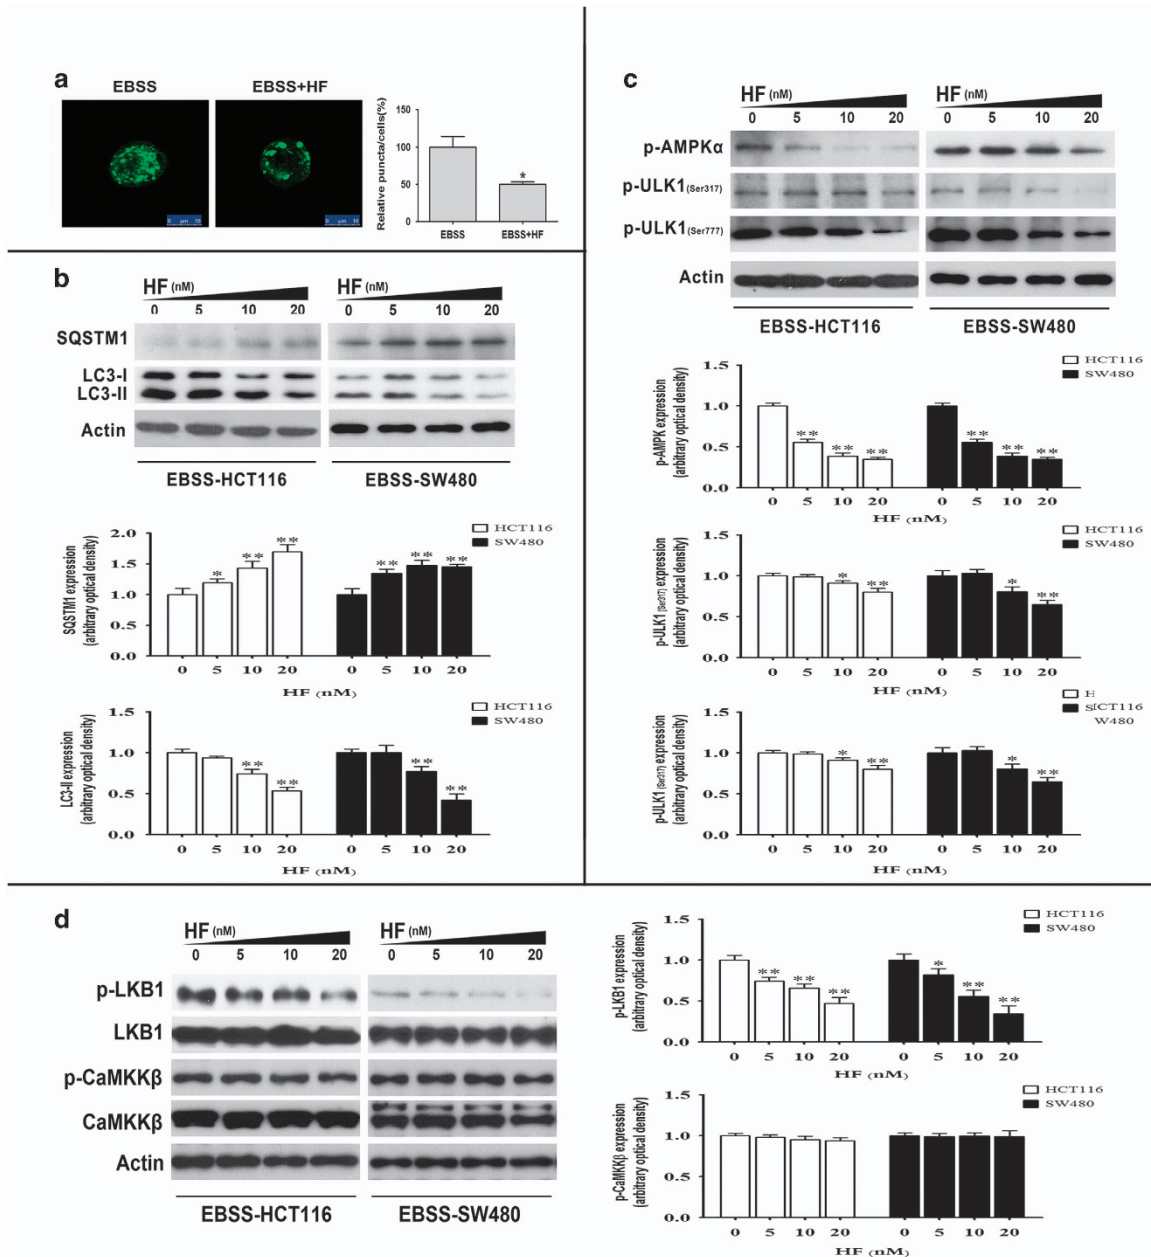 a
EBSS EBSS+HF
0 µm 10 0 µm 10
Relative puncta/cells(%)
150
100
50
0
*
EBSS EBSS+HF
b
HF (nM)
0 5 10 20 0 5 10 20
SQSTM1
LC3-I
LC3-II
Actin
EBSS-HCT116 EBSS-SW480
HCT116
SW480
SQSTM1 expression
(arbitrary optical density)
2.0
1.5
1.0
0.5
0.0
* ** ** ** ** **
0 5 10 20 0 5 10 20
HF (nM)
HCT116
SW480
LC3-II expression
(arbitrary optical density)
1.5
1.0
0.5
0.0
** ** ** **
0 5 10 20 0 5 10 20
HF (nM)
c
HF (nM) HF (nM)
0 5 10 20 0 5 10 20
p-AMPKα
p-ULK1(Ser317)
p-ULK1(Ser777)
Actin
EBSS-HCT116 EBSS-SW480
HCT116
SW480
p-AMPK expression
(arbitrary optical density)
1.5
1.0
0.5
0.0
** ** ** ** ** **
0 5 10 20 0 5 10 20
HF (nM)
HCT116
SW480
p-ULK1 (Ser317) expression
(arbitrary optical density)
1.5
1.0
0.5
0.0
* ** * **
0 5 10 20 0 5 10 20
HF (nM)
H
SICT116
W480
p-ULK1 (Ser317) expression
(arbitrary optical density)
1.5
1.0
0.5
0.0
* ** * **
0 5 10 20 0 5 10 20
HF (nM)
d
HF (nM) HF (nM)
0 5 10 20 0 5 10 20
p-LKB1
LKB1
p-CaMKKβ
CaMKKβ
Actin
EBSS-HCT116 EBSS-SW480
HCT116
SW480
p-LKB1 expression
(arbitrary optical density)
1.5
1.0
0.5
0.0
** ** ** * ** **
0 5 10 20 0 5 10 20
HF (nM)
HCT116
SW480
p-CaMKKβ expression
(arbitrary optical density)
1.5
1.0
0.5
0.0
0 5 10 20 0 5 10 20
HF (nM)